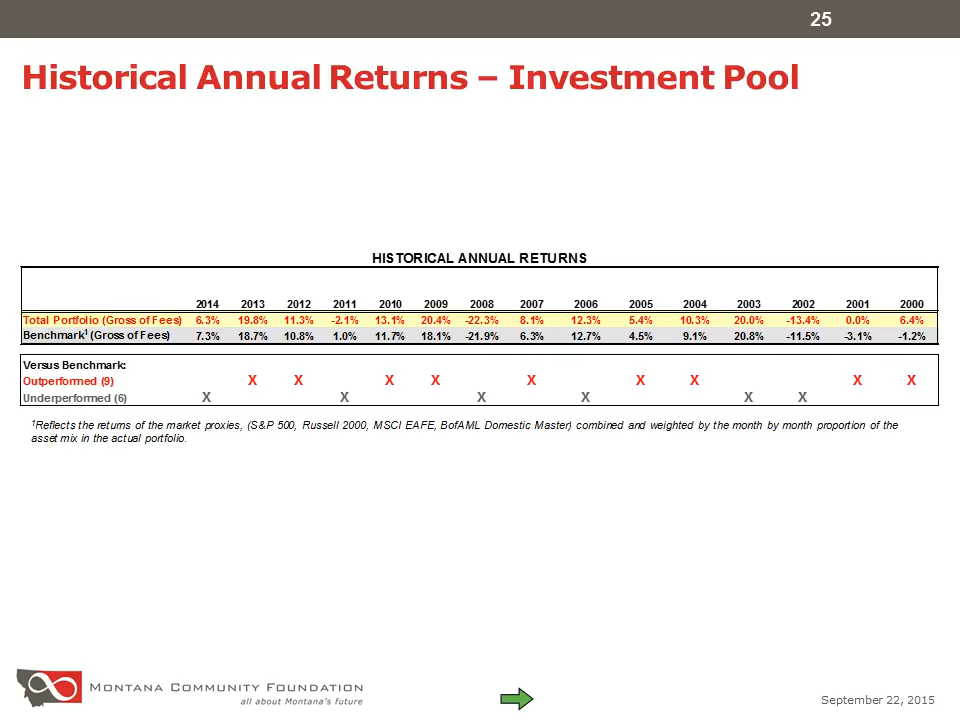 25
Historical Annual Returns – Investment Pool
HISTORICAL ANNUAL RETURNS
2014 2013 2012 2011 2010 2009 2008 2007 2006 2005 2004 2003 2002 2001 2000
Total Portfolio (Gross of Fees) 6.3% 19.8% 11.3% -2.1% 13.1% 20.4% -22.3% 8.1% 12.3% 5.4% 10.3% 20.0% -13.4% 0.0% 6.4%
Benchmark¹ (Gross of Fees) 7.3% 18.7% 10.8% 1.0% 11.7% 18.1% -21.9% 6.3% 12.7% 4.5% 9.1% 20.8% -11.5% -3.1% -1.2%
Versus Benchmark:
Outperformed (9) X X X X X X X X X
Underperformed (6) X X X X X X
¹Reflects the returns of the market proxies, (S&P 500, Russell 2000, MSCI EAFE, BofAML Domestic Master) combined and weighted by the month by month proportion of the
asset mix in the actual portfolio.
Montana Community Foundation
all about Montana's future
September 22, 2015